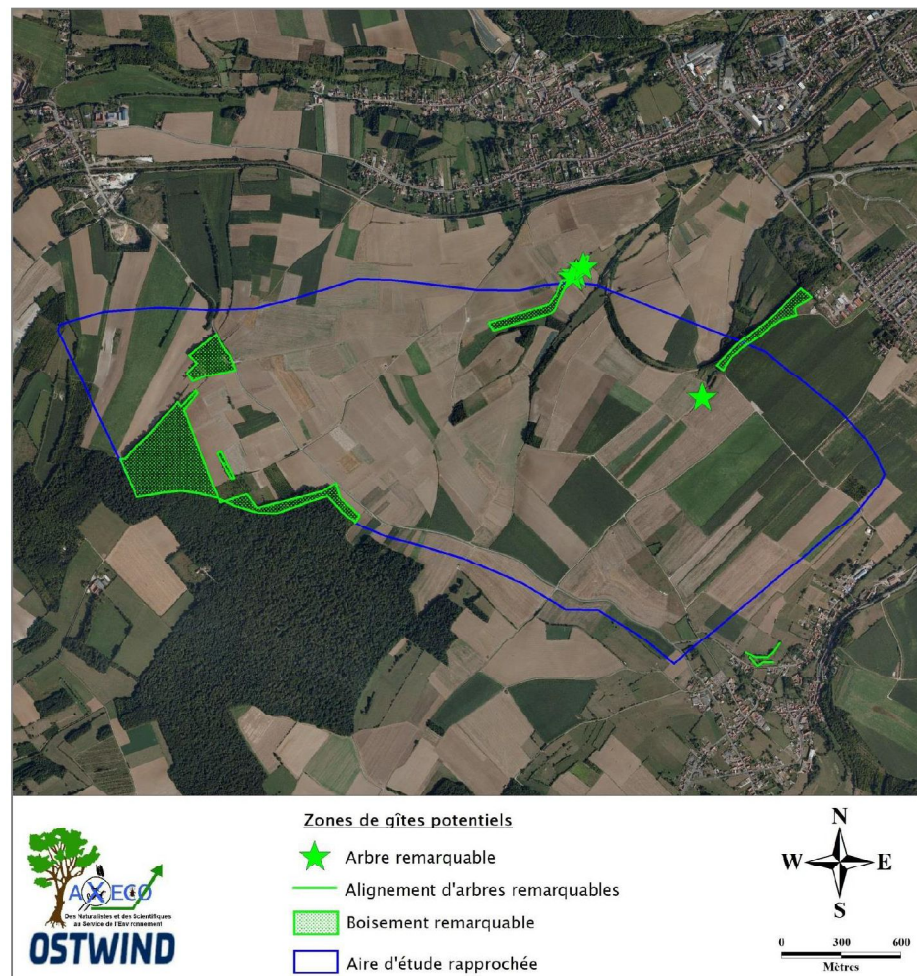 Zones de gîtes potentiels
Arbre remarquable
Alignement d'arbres remarquables
Boisement remarquable
Aire d'étude rapprochée
AXECO
Des Naturalistes et des Scientifiques
au Service de l'Environnement
OSTWIND
N
W E
S
0 300 600
Mètres